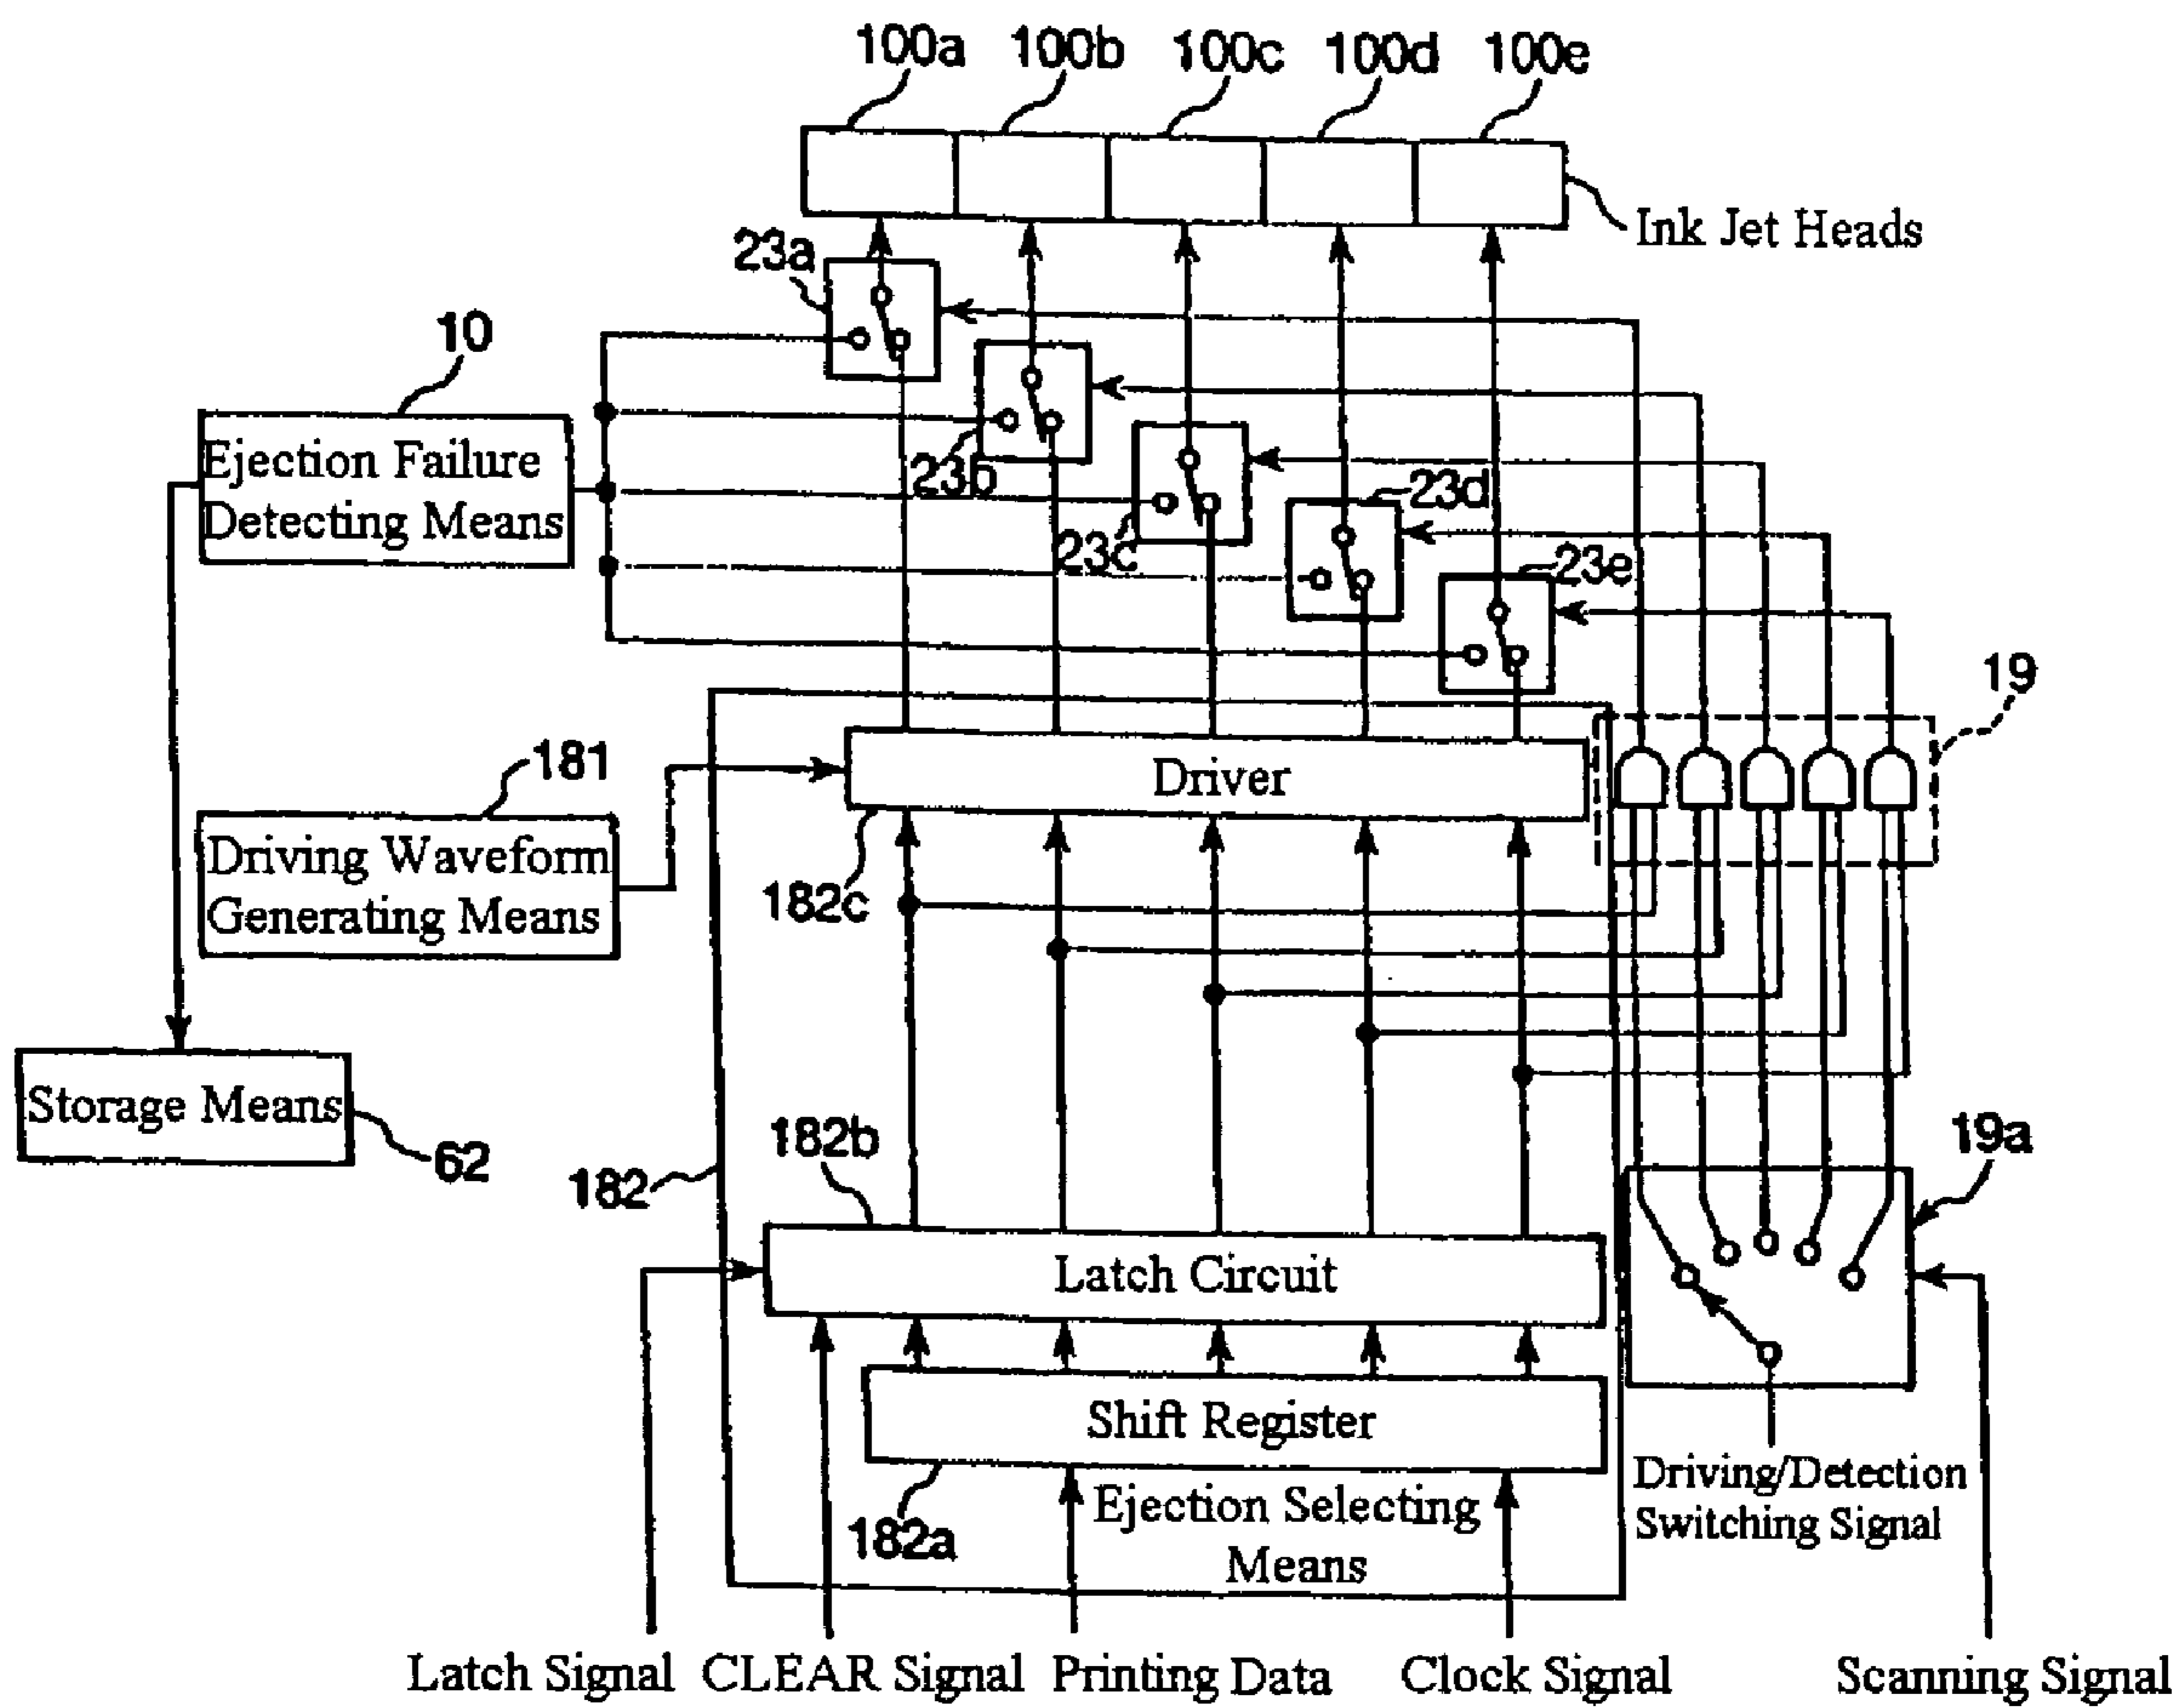 100a 100b 100c 100d 100e
Ink Jet Heads
23a
10
23b
23d
Ejection Failure
Detecting Means
23c
23e
19
181
Driver
Driving Waveform
Generating Means
182c
Storage Means
62
182b
19a
182
Latch Circuit
Shift Register
Driving/Detection
Switching Signal
182a
Ejection Selecting
Means
Latch Signal CLEAR Signal Printing Data Clock Signal Scanning Signal